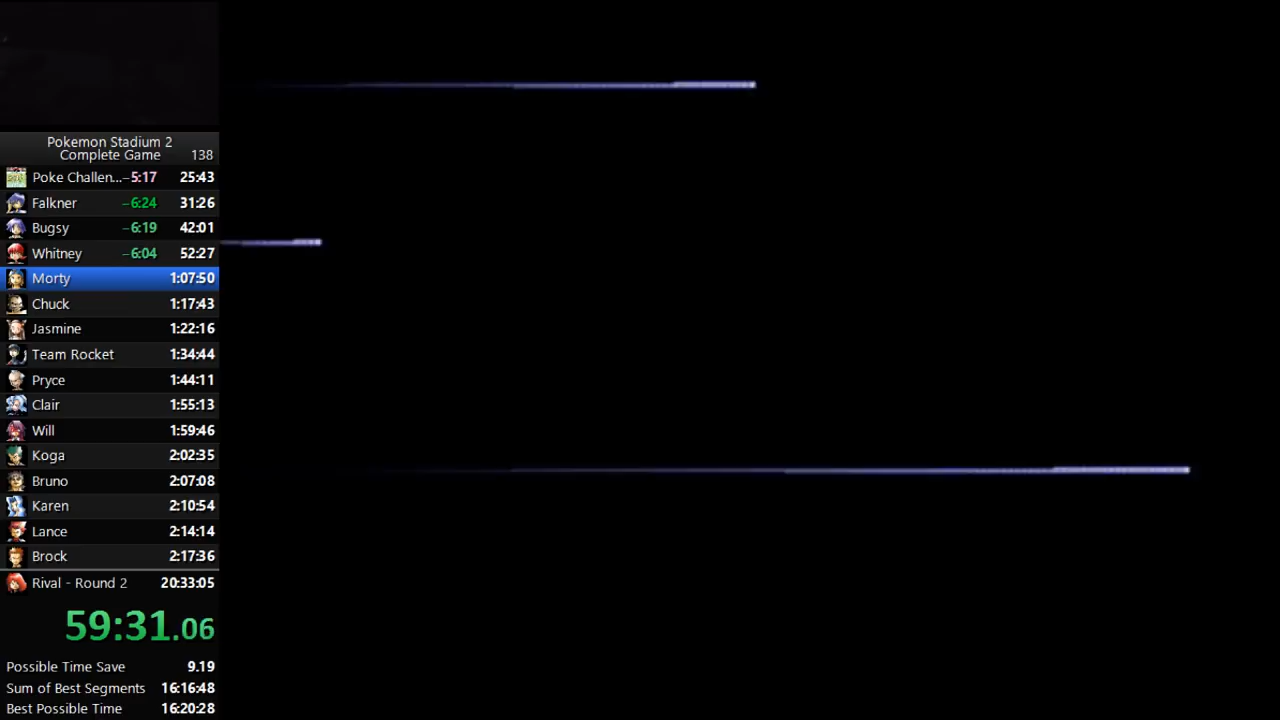 Pokemon Stadium 2
Complete Game 138
Poke Challen... −5:17 25:43
Falkner −6:24 31:26
Bugsy −6:19 42:01
Whitney −6:04 52:27
Morty 1:07:50
Chuck 1:17:43
Jasmine 1:22:16
Team Rocket 1:34:44
Pryce 1:44:11
Clair 1:55:13
Will 1:59:46
Koga 2:02:35
Bruno 2:07:08
Karen 2:10:54
Lance 2:14:14
Brock 2:17:36
Rival - Round 2 20:33:05
59:31.06
Possible Time Save 9.19
Sum of Best Segments 16:16:48
Best Possible Time 16:20:28